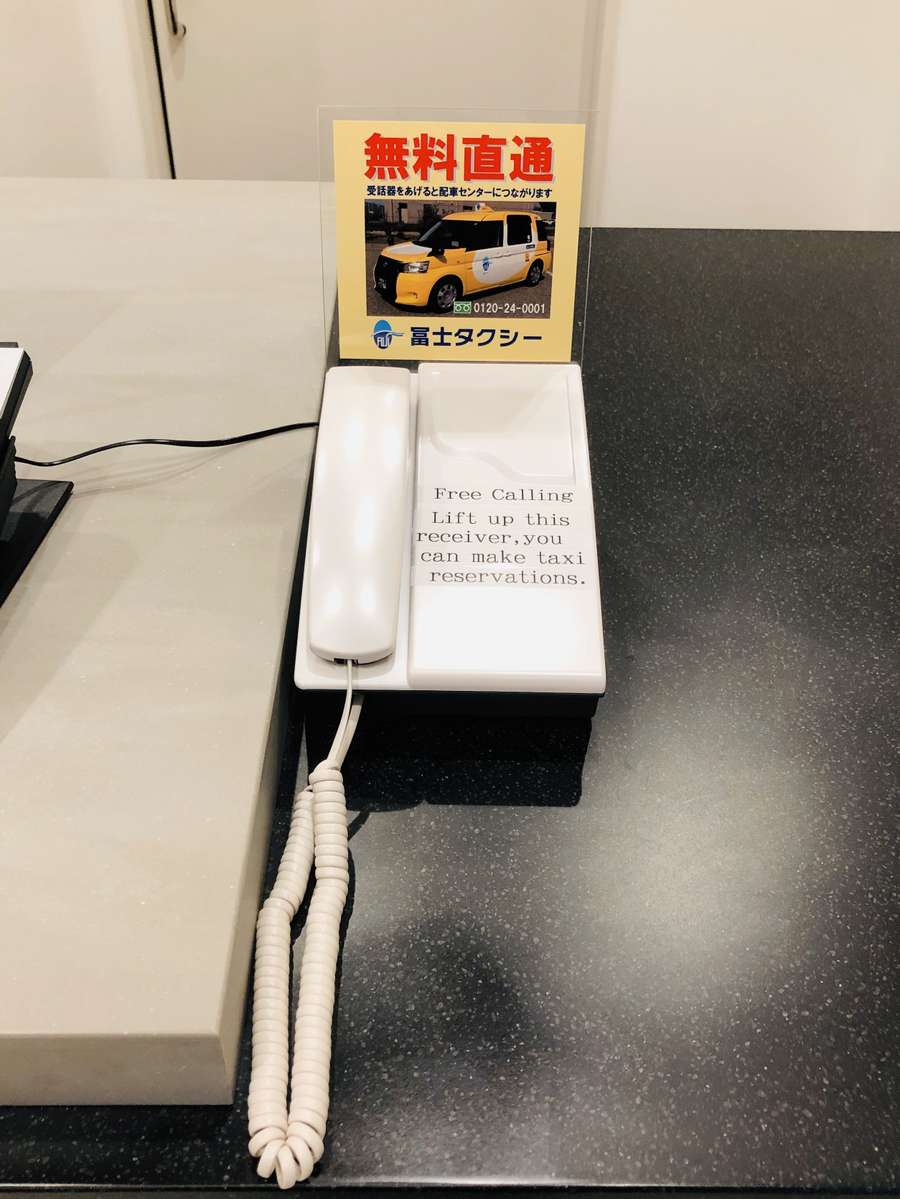 無料直通
受話器をあげると配車センターにつながります
0120-24-0001
FUJI
冨士タクシー
Free Calling
Lift up this
receiver,you
can make taxi
reservations.